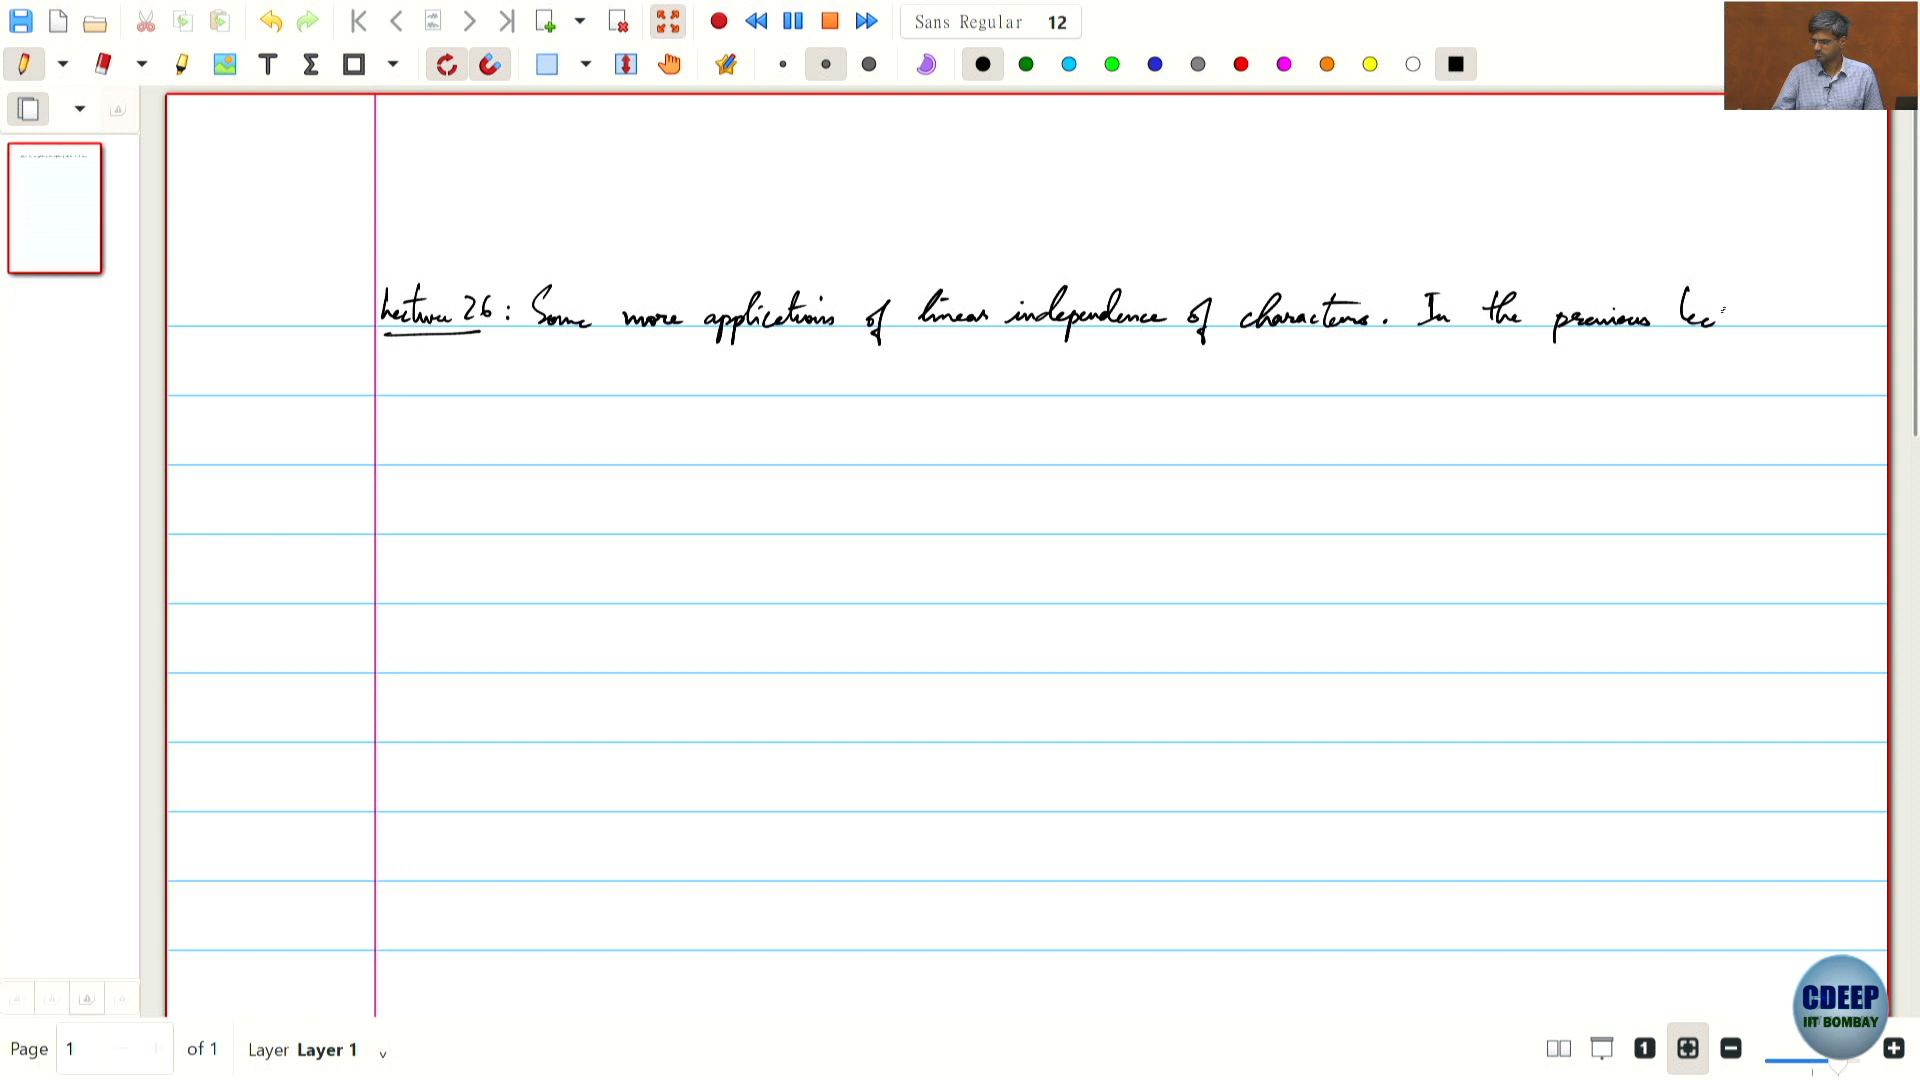 Sans Regular 12
Lecture 26 : Some more applications of linear independence of characters. In the previous lec
CDEEP
IIT BOMBAY
Page 1 of 1 Layer Layer 1